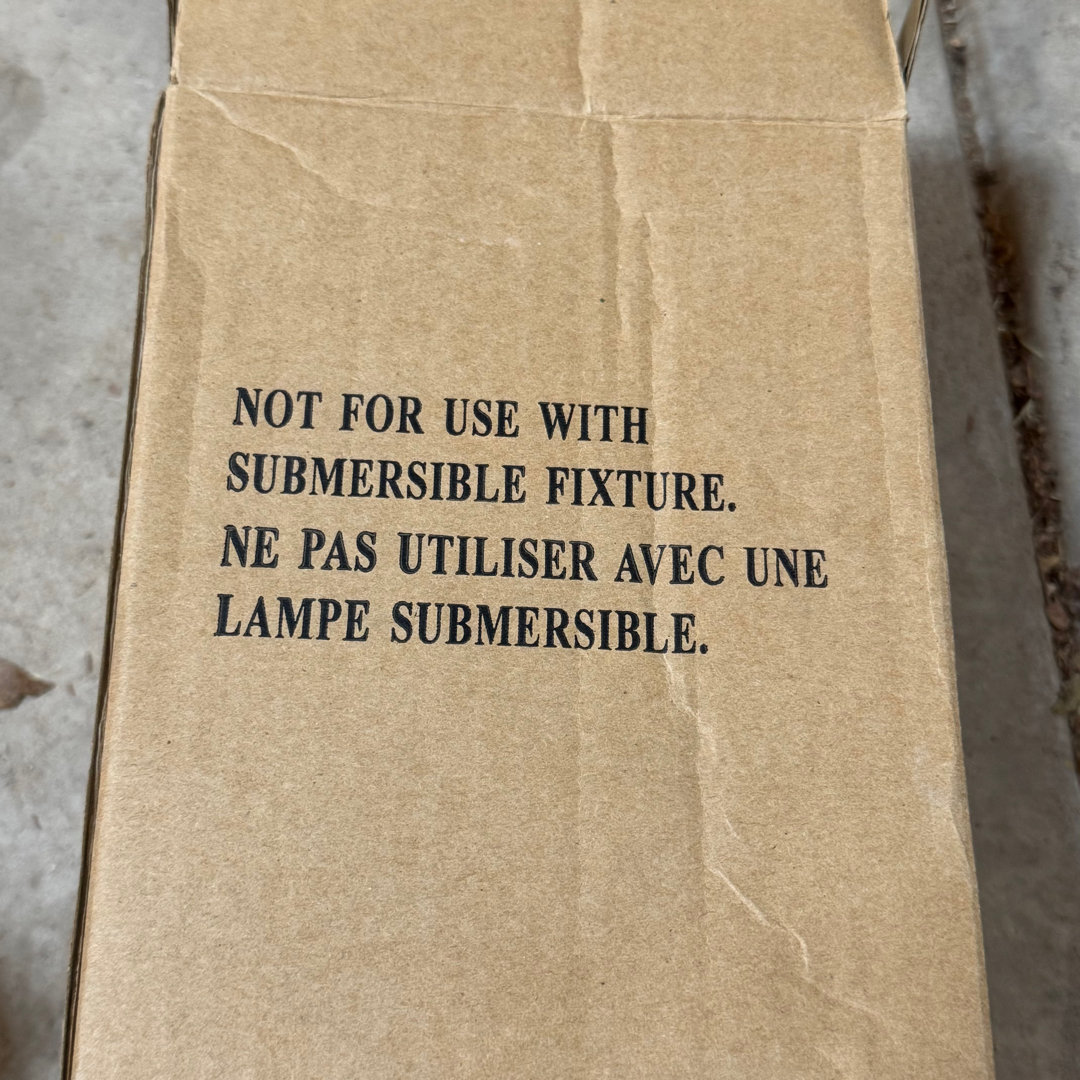 NOT FOR USE WITH
SUBMERSIBLE FIXTURE.
NE PAS UTILISER AVEC UNE
LAMPE SUBMERSIBLE.